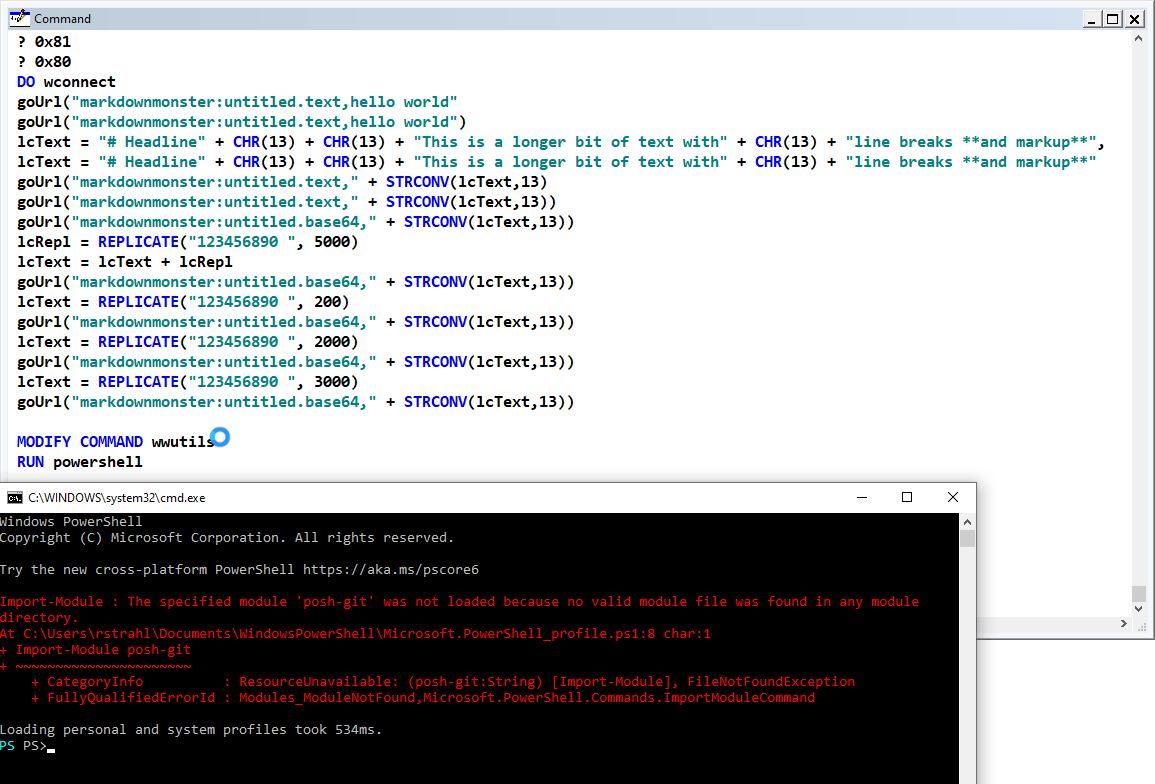 Command
? 0x81
? 0x80
DO wconnect
goUrl("markdownmonster:untitled.text,hello world"
goUrl("markdownmonster:untitled.text,hello world")
lcText = "# Headline" + CHR(13) + CHR(13) + "This is a longer bit of text with" + CHR(13) + "line breaks **and markup**",
lcText = "# Headline" + CHR(13) + CHR(13) + "This is a longer bit of text with" + CHR(13) + "line breaks **and markup**"
goUrl("markdownmonster:untitled.text," + STRCONV(lcText,13)
goUrl("markdownmonster:untitled.text," + STRCONV(lcText,13))
goUrl("markdownmonster:untitled.base64," + STRCONV(lcText,13))
lcRepl = REPLICATE("123456890 ", 5000)
lcText = lcText + lcRepl
goUrl("markdownmonster:untitled.base64," + STRCONV(lcText,13))
lcText = REPLICATE("123456890 ", 200)
goUrl("markdownmonster:untitled.base64," + STRCONV(lcText,13))
lcText = REPLICATE("123456890 ", 2000)
goUrl("markdownmonster:untitled.base64," + STRCONV(lcText,13))
lcText = REPLICATE("123456890 ", 3000)
goUrl("markdownmonster:untitled.base64," + STRCONV(lcText,13))
MODIFY COMMAND wwutils
RUN powershell
C:\WINDOWS\system32\cmd.exe
Windows PowerShell
Copyright (C) Microsoft Corporation. All rights reserved.
Try the new cross-platform PowerShell https://aka.ms/pscore6
Import-Module : The specified module 'posh-git' was not loaded because no valid module file was found in any module
directory.
At C:\Users\rstrahl\Documents\WindowsPowerShell\Microsoft.PowerShell_profile.ps1:8 char:1
+ Import-Module posh-git
+ ~~~~~~~~~~~~~~~~~~~~~~
    + CategoryInfo          : ResourceUnavailable: (posh-git:String) [Import-Module], FileNotFoundException
    + FullyQualifiedErrorId : Modules_ModuleNotFound,Microsoft.PowerShell.Commands.ImportModuleCommand
Loading personal and system profiles took 534ms.
PS PS>